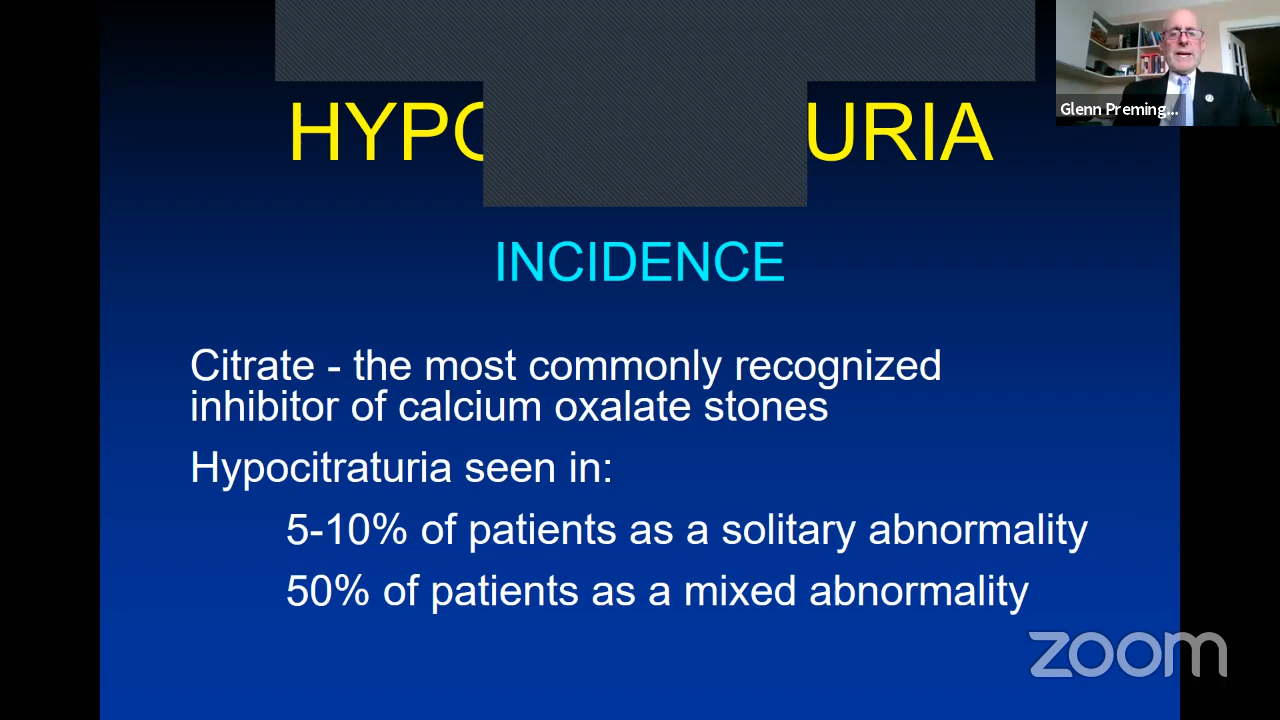 HYPO URIA
Glenn Preming...
INCIDENCE
Citrate - the most commonly recognized
inhibitor of calcium oxalate stones
Hypocitraturia seen in:
5-10% of patients as a solitary abnormality
50% of patients as a mixed abnormality
zoom